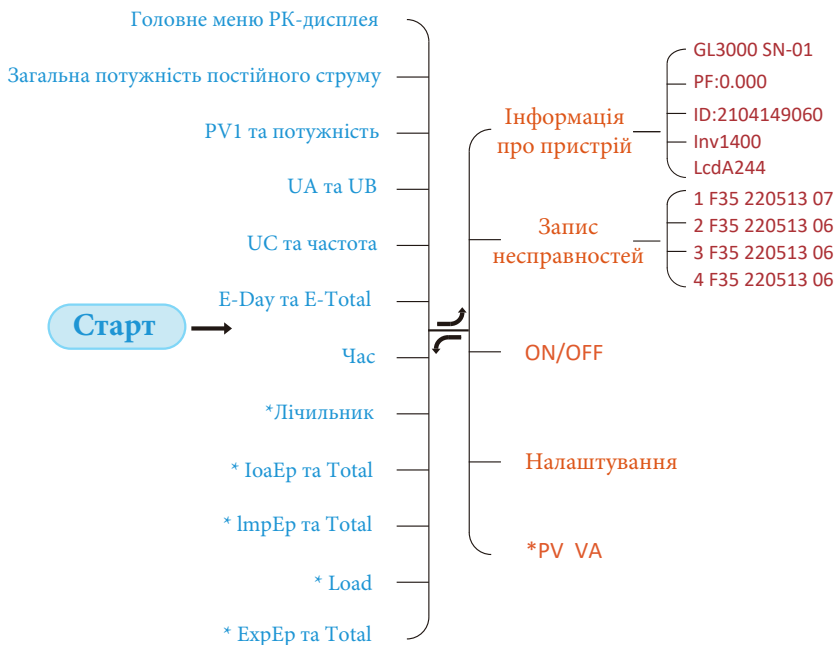 Головне меню РК-дисплея
Загальна потужність постійного струму
PV1 та потужність
UA та UB
UC та частота
E-Day та E-Total
Старт
Час
*Лічильник
* IoaEp та Total
* lmpEp та Total
* Load
* ExpEp та Total
Інформація
про пристрій
Запис
несправностей
ON/OFF
Налаштування
*PV VA
GL3000 SN-01
PF:0.000
ID:2104149060
Inv1400
LcdA244
1 F35 220513 07
2 F35 220513 06
3 F35 220513 06
4 F35 220513 06